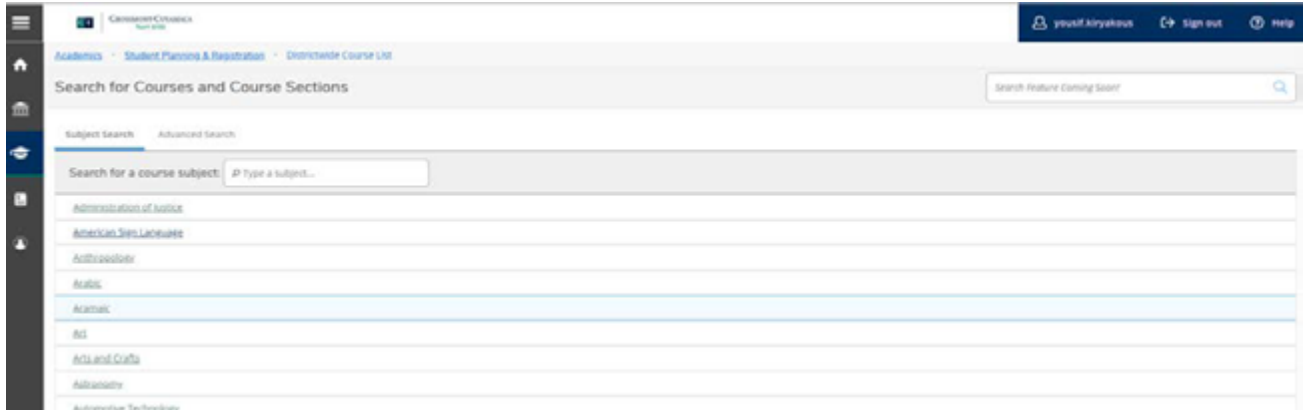 GROSSMONT-CUYAMACA
yousif.kiryakous Sign out Help
Academics · Student Planning & Registration · Districtwide Course List
Search for Courses and Course Sections
Search Feature Coming Soon!
Subject Search Advanced Search
Search for a course subject: Type a subject...
Administration of Justice
American Sign Language
Anthropology
Arabic
Aramaic
Art
Arts and Crafts
Astronomy
Automotive Technology